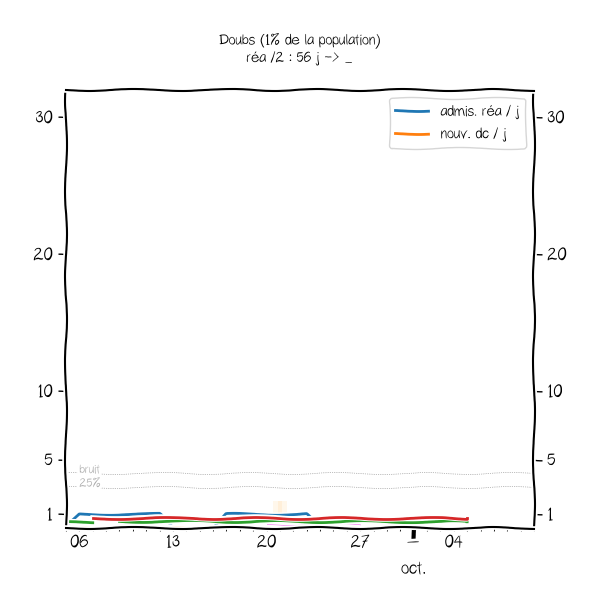 Doubs (1% de la population)
réa /2 : 56 j -> _
admis. réa / j
nouv. dc / j
30
30
20
20
10
10
5
5
bruit
25%
1
1
06 13 20 27 04
oct.